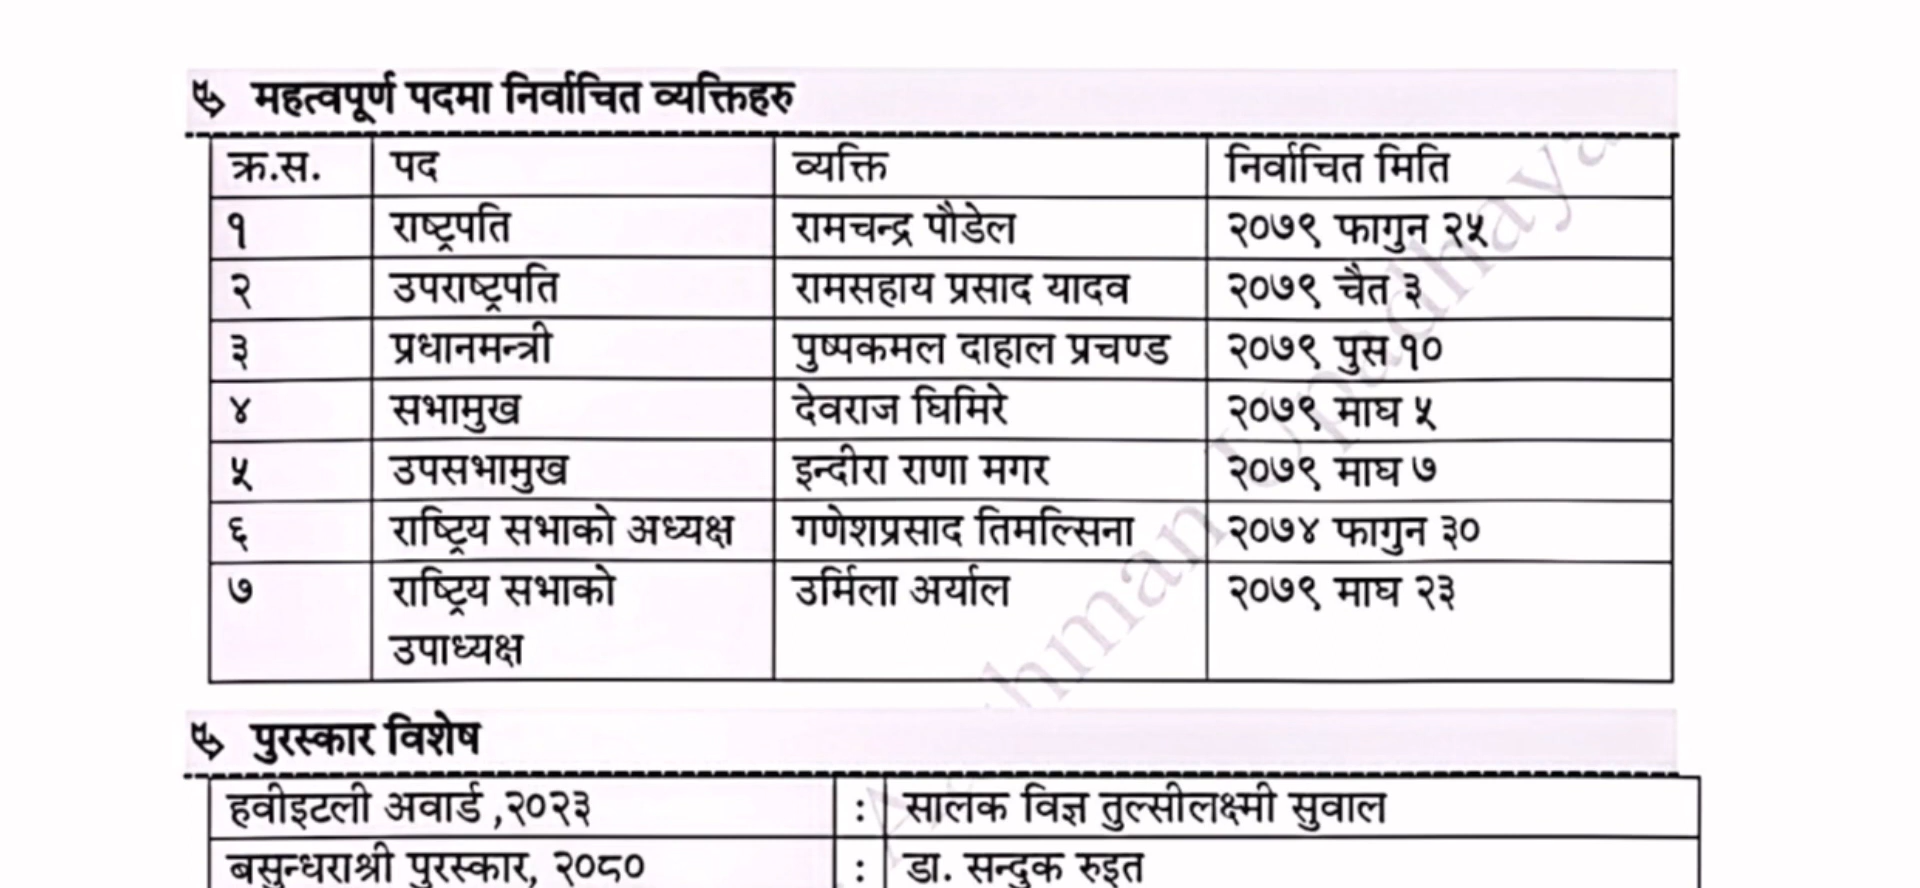 महत्वपूर्ण पदमा निर्वाचित व्यक्तिहरु
क्र.स. पद व्यक्ति निर्वाचित मिति
१ राष्ट्रपति रामचन्द्र पौडेल २०७९ फागुन २५
२ उपराष्ट्रपति रामसहाय प्रसाद यादव २०७९ चैत ३
३ प्रधानमन्त्री पुष्पकमल दाहाल प्रचण्ड २०७९ पुस १०
४ सभामुख देवराज घिमिरे २०७९ माघ ५
५ उपसभामुख इन्दीरा राणा मगर २०७९ माघ ७
६ राष्ट्रिय सभाको अध्यक्ष गणेशप्रसाद तिमल्सिना २०७४ फागुन ३०
७ राष्ट्रिय सभाको उर्मिला अर्याल २०७९ माघ २३
उपाध्यक्ष
पुरस्कार विशेष
हवीइटली अवार्ड ,२०२३ : सालक विज्ञ तुल्सीलक्ष्मी सुवाल
बसुन्धराश्री पुरस्कार, २०८० : डा. सन्दुक रुइत
Upadhaya